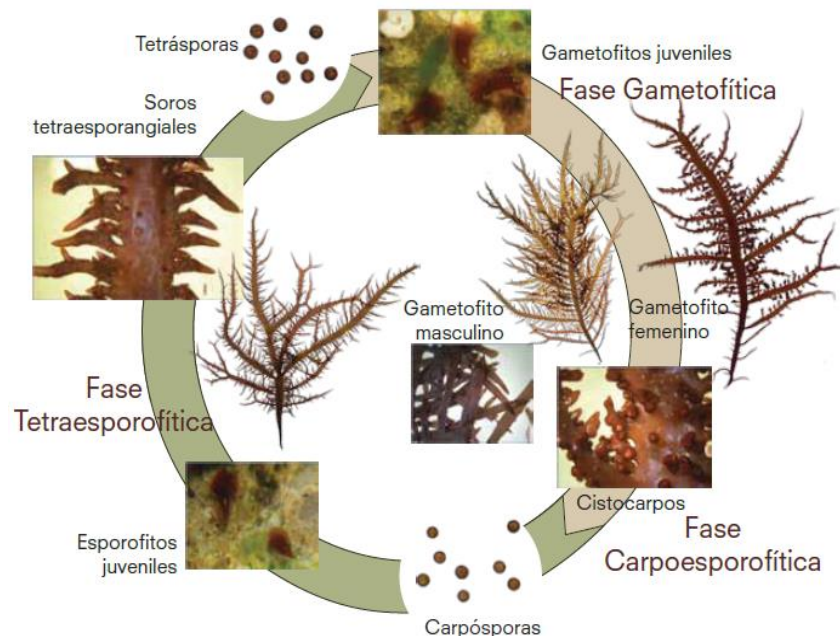 Tetrásporas
Gametofitos juveniles
Fase Gametofítica
Soros
tetraesporangiales
Gametofito
masculino
Gametofito
femenino
Fase
Tetraesporofítica
Cistocarpos
Fase
Carpoesporofítica
Esporofitos
juveniles
Carpósporas